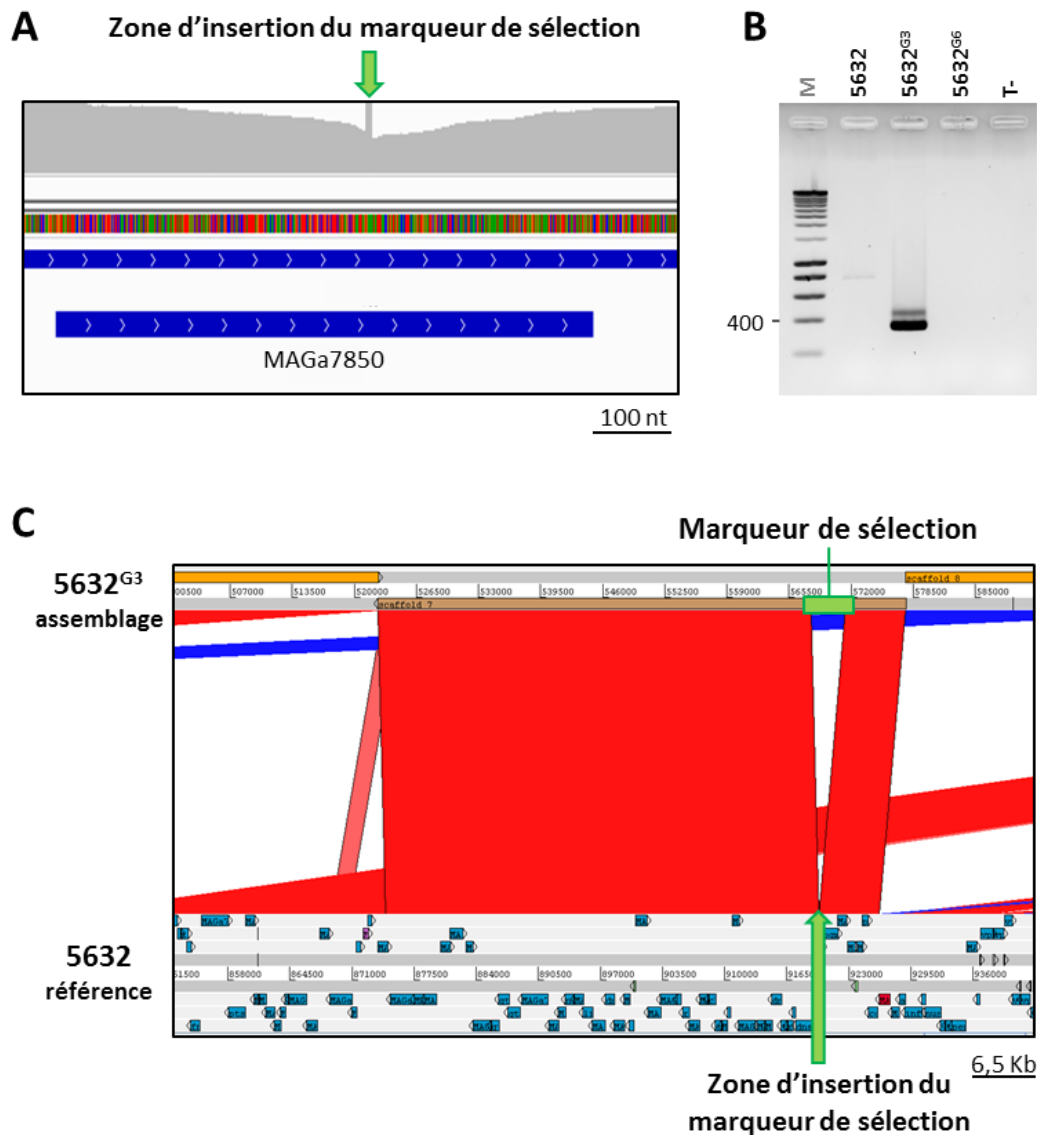 A
Zone d'insertion du marqueur de sélection
MAGa7850
100 nt
B
M
5632
5632G3
5632G6
T-
400
C
Marqueur de sélection
5632G3
assemblage
scaffold 8
00500 507000 513500 520000 526500 533000 539500 546000 552500 559000 565500 572000 578500 585000
scaffold 7
5632
référence
51500 858000 864500 871000 877500 884000 890500 897000 903500 910000 916500 923000 929500 936000
6,5 Kb
Zone d'insertion du
marqueur de sélection